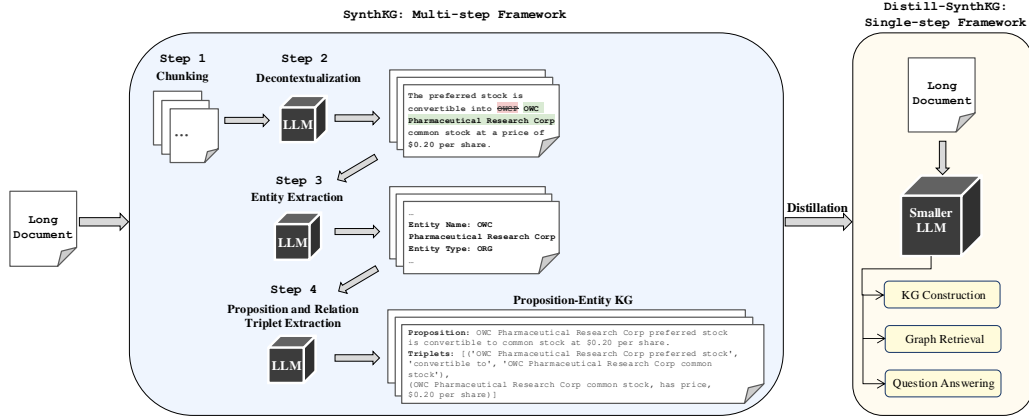 SynthKG: Multi-step Framework
Distill-SynthKG:
Single-step Framework
Long
Document
Step 1
Chunking
...
Step 2
Decontextualization
LLM
The preferred stock is
convertible into OWCP OWC
Pharmaceutical Research Corp
common stock at a price of
$0.20 per share.
Step 3
Entity Extraction
LLM
…
Entity Name: OWC
Pharmaceutical Research Corp
Entity Type: ORG
…
Step 4
Proposition and Relation
Triplet Extraction
LLM
Proposition-Entity KG
Proposition: OWC Pharmaceutical Research Corp preferred stock
is convertible to common stock at $0.20 per share.
Triplets: [('OWC Pharmaceutical Research Corp preferred stock',
'convertible to', 'OWC Pharmaceutical Research Corp common
stock'),
(OWC Pharmaceutical Research Corp common stock, has price,
$0.20 per share)]
Distillation
Long
Document
Smaller
LLM
KG Construction
Graph Retrieval
Question Answering